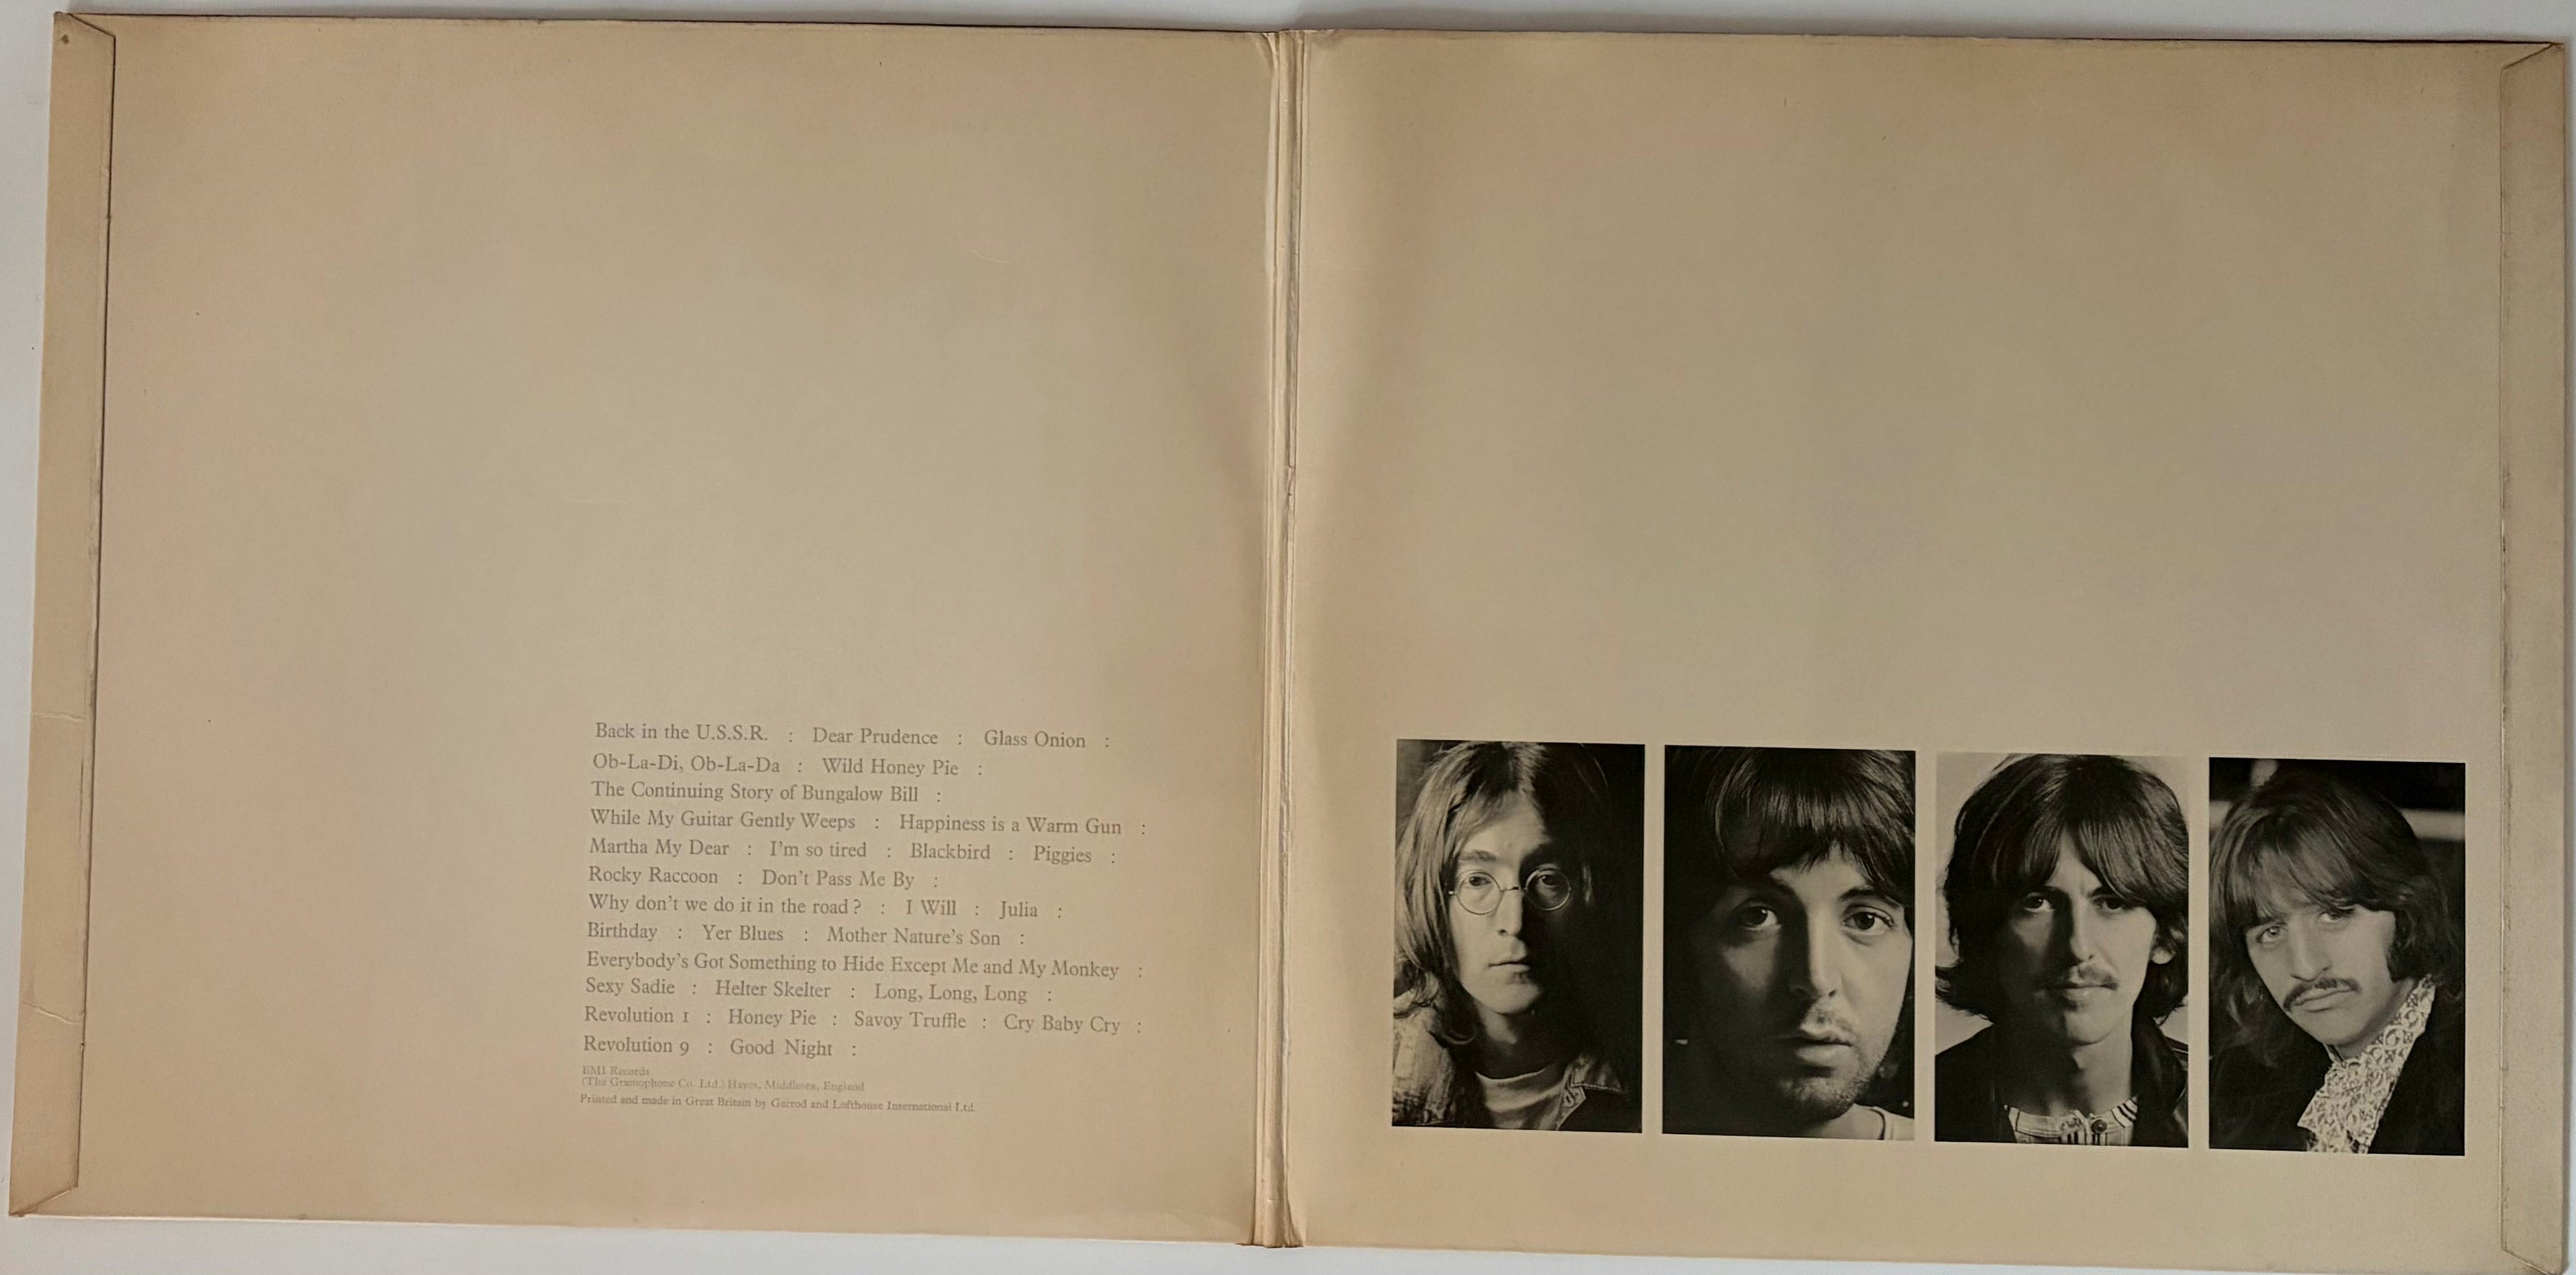 Back in the U.S.S.R. : Dear Prudence : Glass Onion :
Ob-La-Di, Ob-La-Da : Wild Honey Pie :
The Continuing Story of Bungalow Bill :
While My Guitar Gently Weeps : Happiness is a Warm Gun :
Martha My Dear : I'm so tired : Blackbird : Piggies :
Rocky Raccoon : Don't Pass Me By :
Why don't we do it in the road? : I Will : Julia :
Birthday : Yer Blues : Mother Nature's Son :
Everybody's Got Something to Hide Except Me and My Monkey :
Sexy Sadie : Helter Skelter : Long, Long, Long :
Revolution 1 : Honey Pie : Savoy Truffle : Cry Baby Cry :
Revolution 9 : Good Night :
EMI Records
(The Gramophone Co. Ltd.) Hayes, Middlesex, England
Printed and made in Great Britain by Garrod and Lofthouse International Ltd.